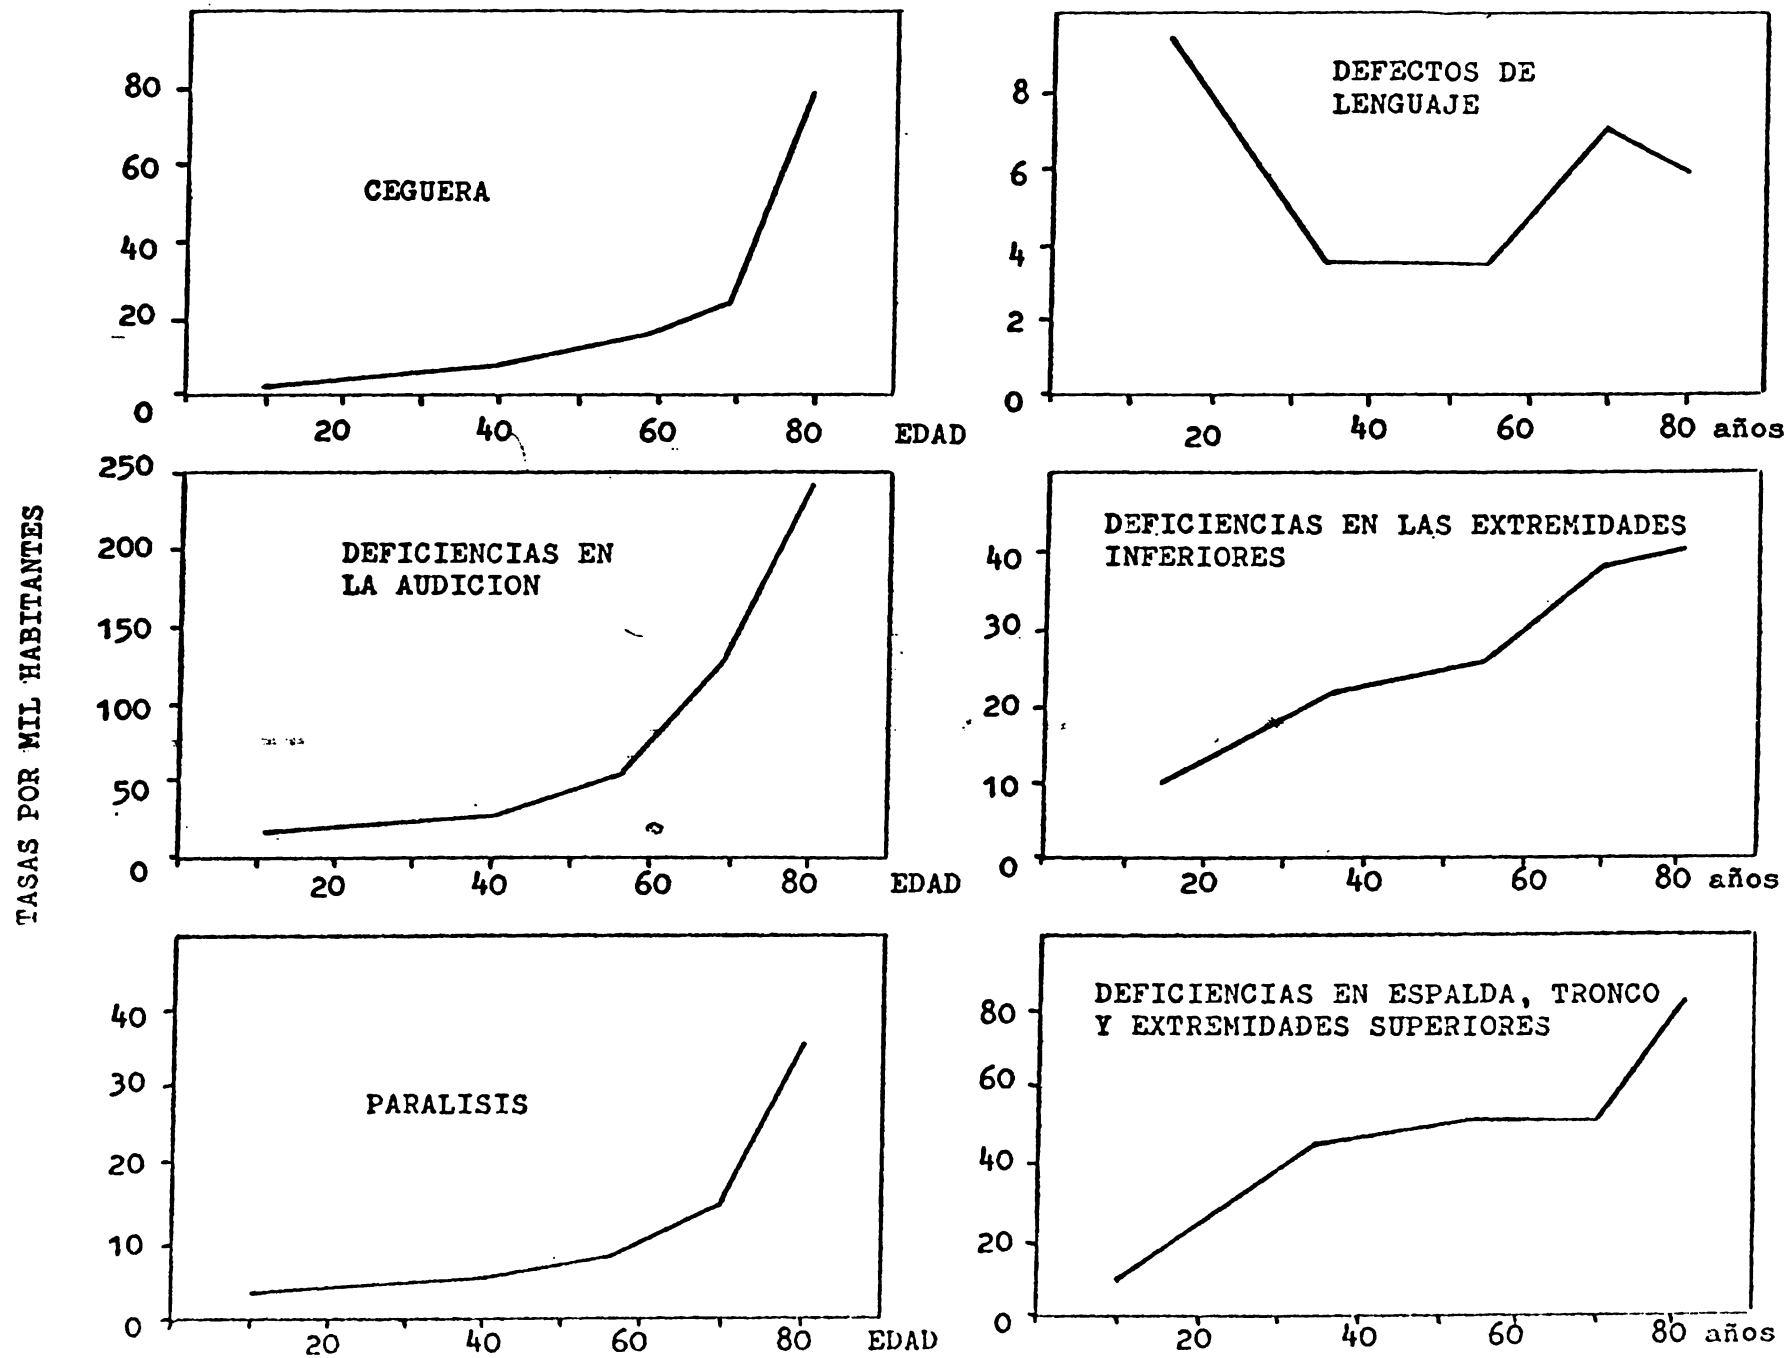 TASAS POR MIL HABITANTES
80
60
CEGUERA
40
20
0
20 40 60 80 EDAD
DEFECTOS DE
LENGUAJE
8
6
4
2
0
20 40 60 80 años
250
200
DEFICIENCIAS EN
LA AUDICION
150
100
50
0
20 40 60 80 EDAD
DEFICIENCIAS EN LAS EXTREMIDADES
INFERIORES
40
30
20
10
0
20 40 60 80 años
40
30
PARALISIS
20
10
0
20 40 60 80 EDAD
DEFICIENCIAS EN ESPALDA, TRONCO
Y EXTREMIDADES SUPERIORES
80
60
40
20
0
20 40 60 80 años